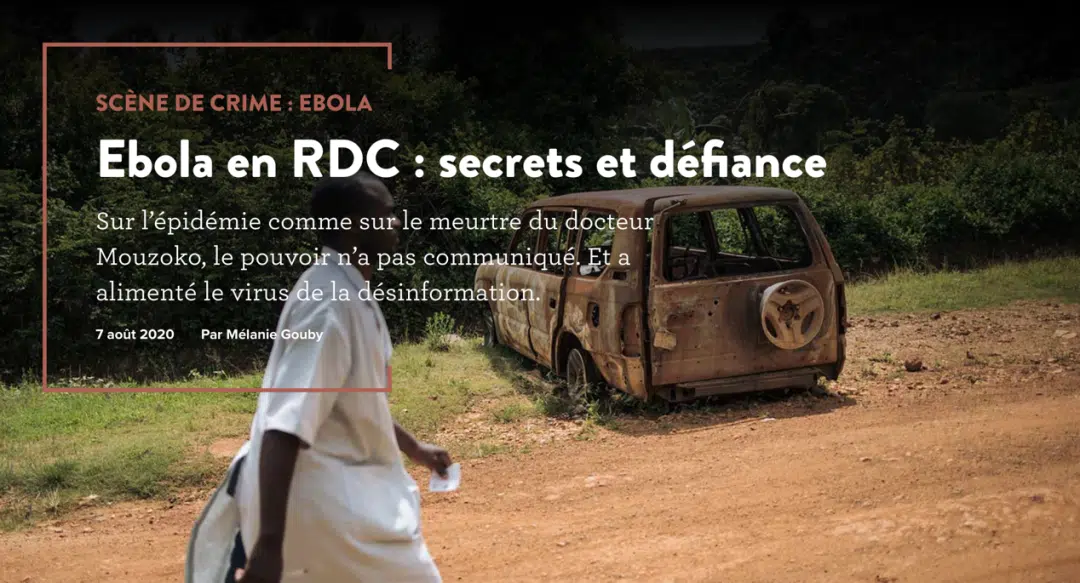 SCÈNE DE CRIME : EBOLA
Ebola en RDC : secrets et défiance
Sur l’épidémie comme sur le meurtre du docteur
Mouzoko, le pouvoir n’a pas communiqué. Et a
alimenté le virus de la désinformation.
7 août 2020 Par Mélanie Gouby